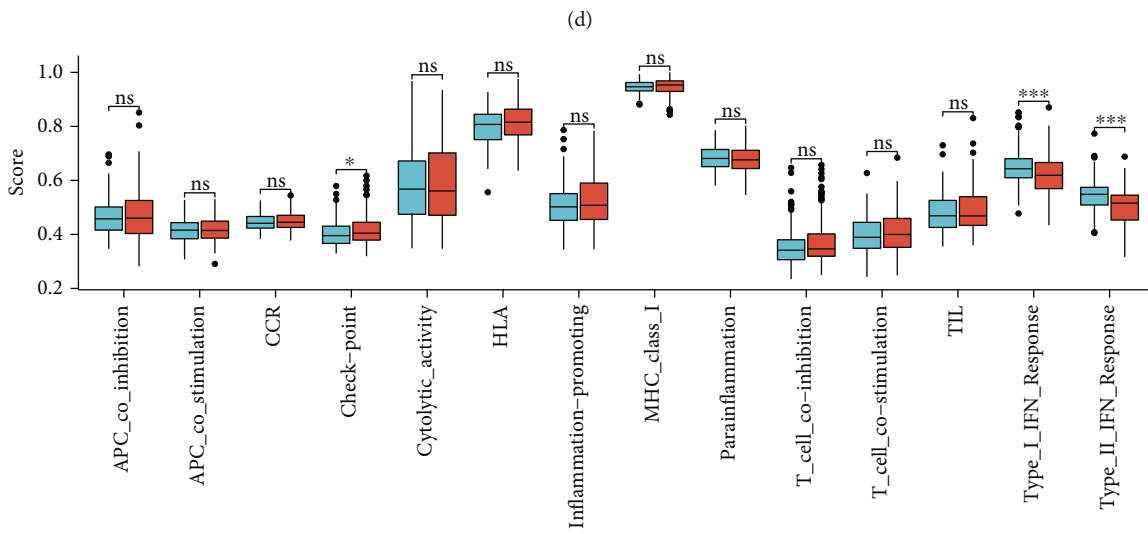 (d)
Score
1.0
0.8
0.6
0.4
0.2
ns
ns
ns
*
ns
ns
ns
ns
ns
ns
ns
ns
***
***
APC_co_inhibition
APC_co_stimulation
CCR
Check−point
Cytolytic_activity
HLA
Inflammation−promoting
MHC_class_I
Parainflammation
T_cell_co−inhibition
T_cell_co−stimulation
TIL
Type_I_IFN_Response
Type_II_IFN_Response